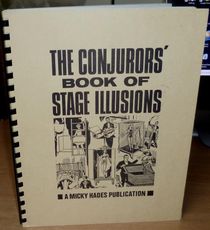 THE CONJURORS'
BOOK OF
STAGE ILLUSIONS
A MICKY HADES PUBLICATION